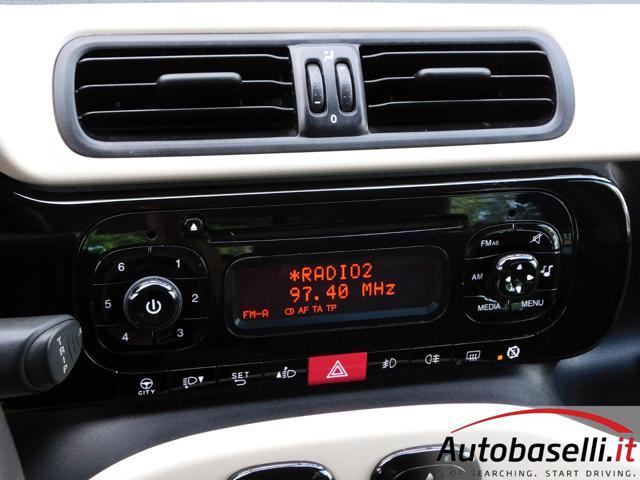 0
FMAS
6
5
4
1
2
3
*RADIO2
97.40 MHz
FM-A AF TA TP
AM
MEDIA MENU
TRIP
CITY
SET
Autobaselli.it
STOP SEARCHING. START DRIVING.